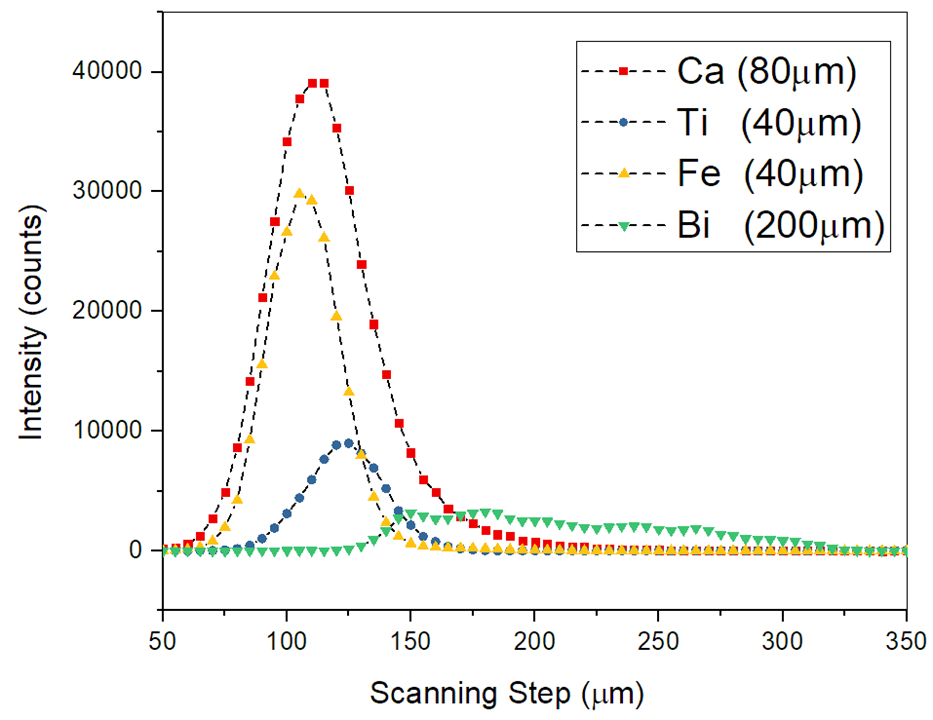 Ca (80μm)
Ti (40μm)
Fe (40μm)
Bi (200μm)
40000
30000
20000
10000
0
Intensity (counts)
50 100 150 200 250 300 350
Scanning Step (μm)